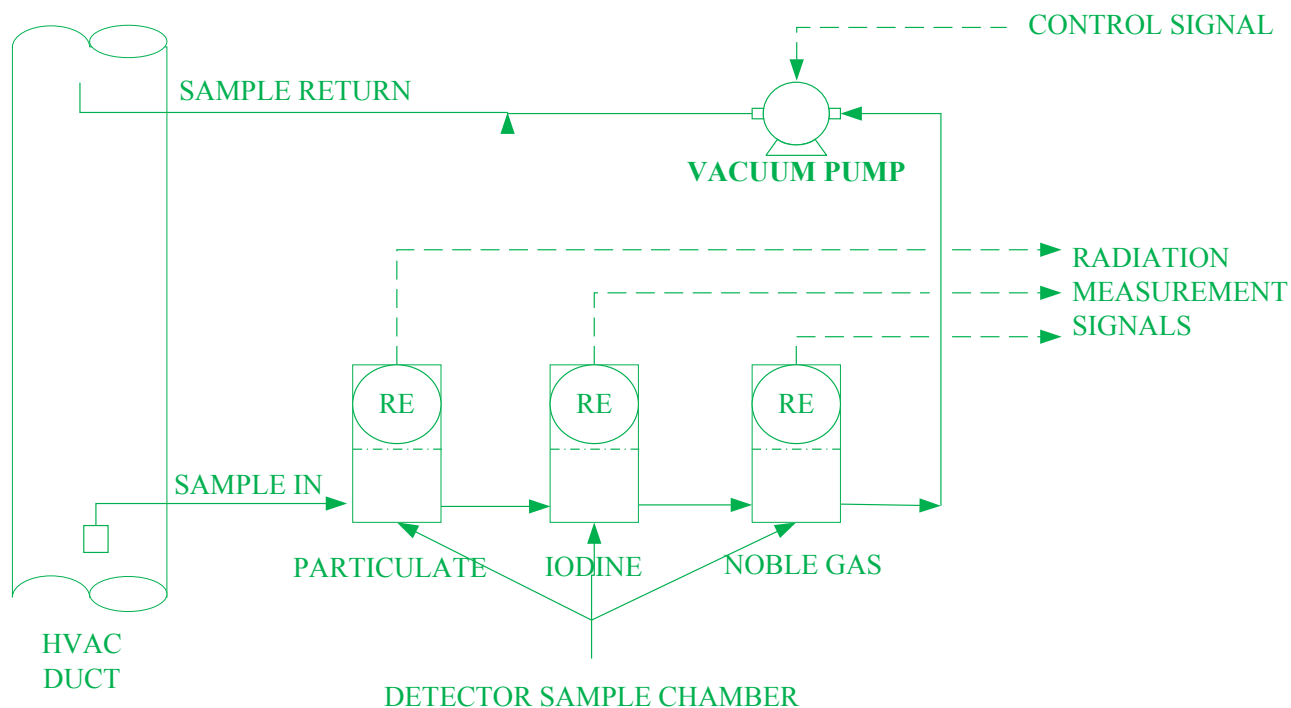 CONTROL SIGNAL
SAMPLE RETURN
VACUUM PUMP
RADIATION
MEASUREMENT
SIGNALS
RE
RE
RE
SAMPLE IN
PARTICULATE
IODINE
NOBLE GAS
HVAC
DUCT
DETECTOR SAMPLE CHAMBER